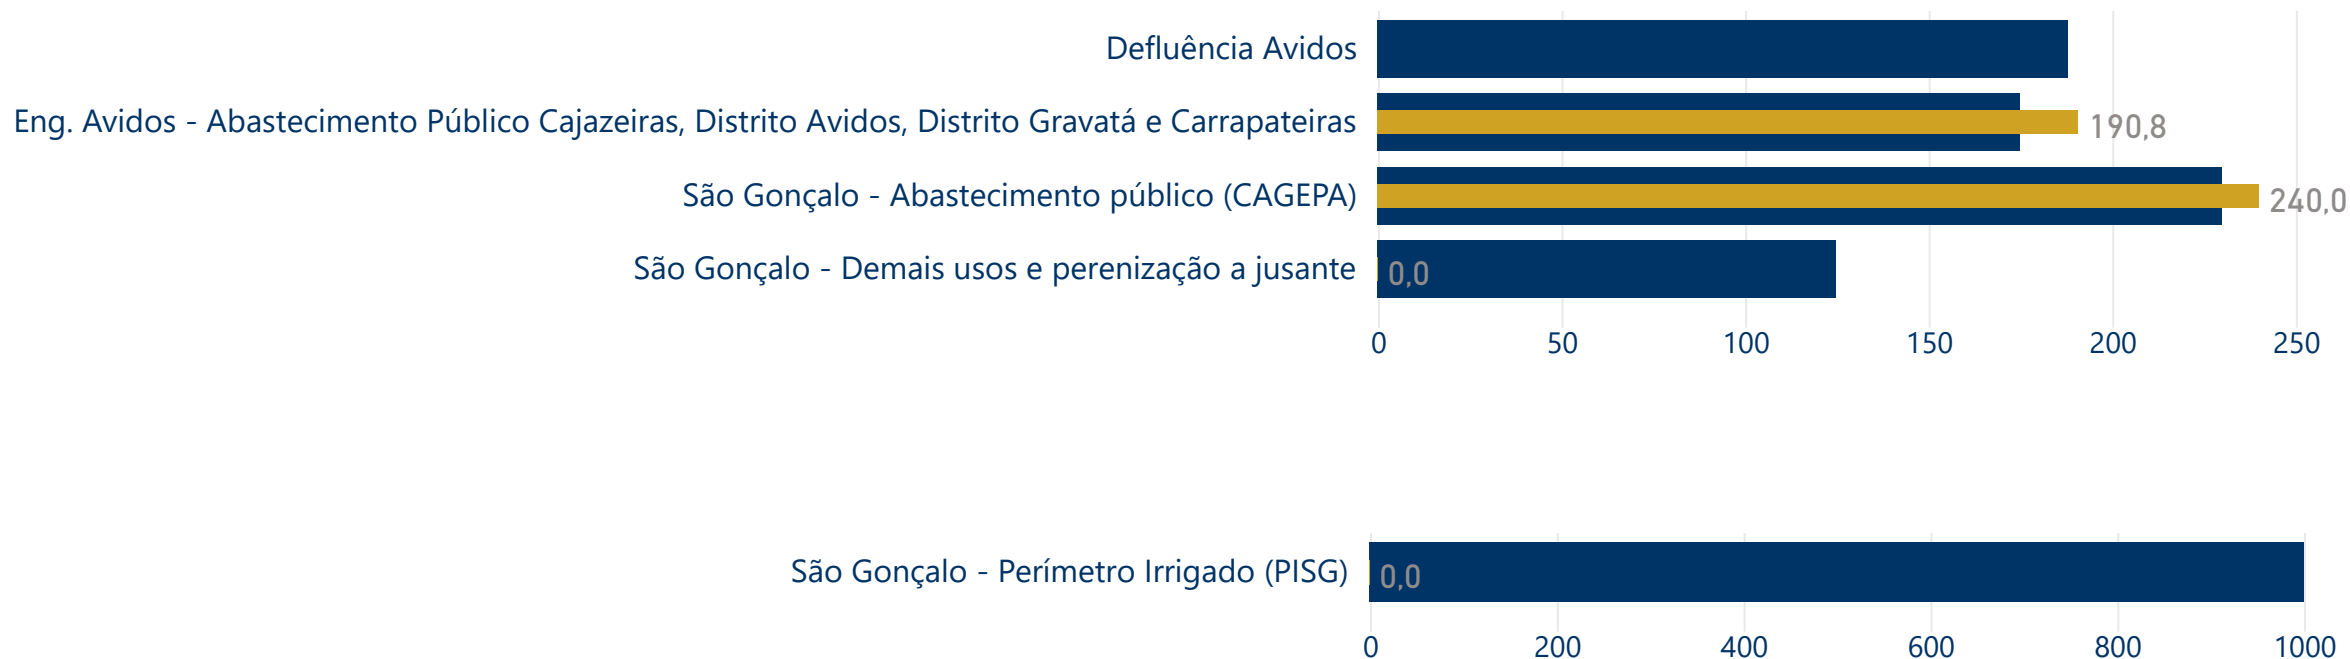 Defluência Avidos
Eng. Avidos - Abastecimento Público Cajazeiras, Distrito Avidos, Distrito Gravatá e Carrapateiras
190,8
São Gonçalo - Abastecimento público (CAGEPA)
240,0
São Gonçalo - Demais usos e perenização a jusante
0,0
0 50 100 150 200 250
São Gonçalo - Perímetro Irrigado (PISG)
0,0
0 200 400 600 800 1000